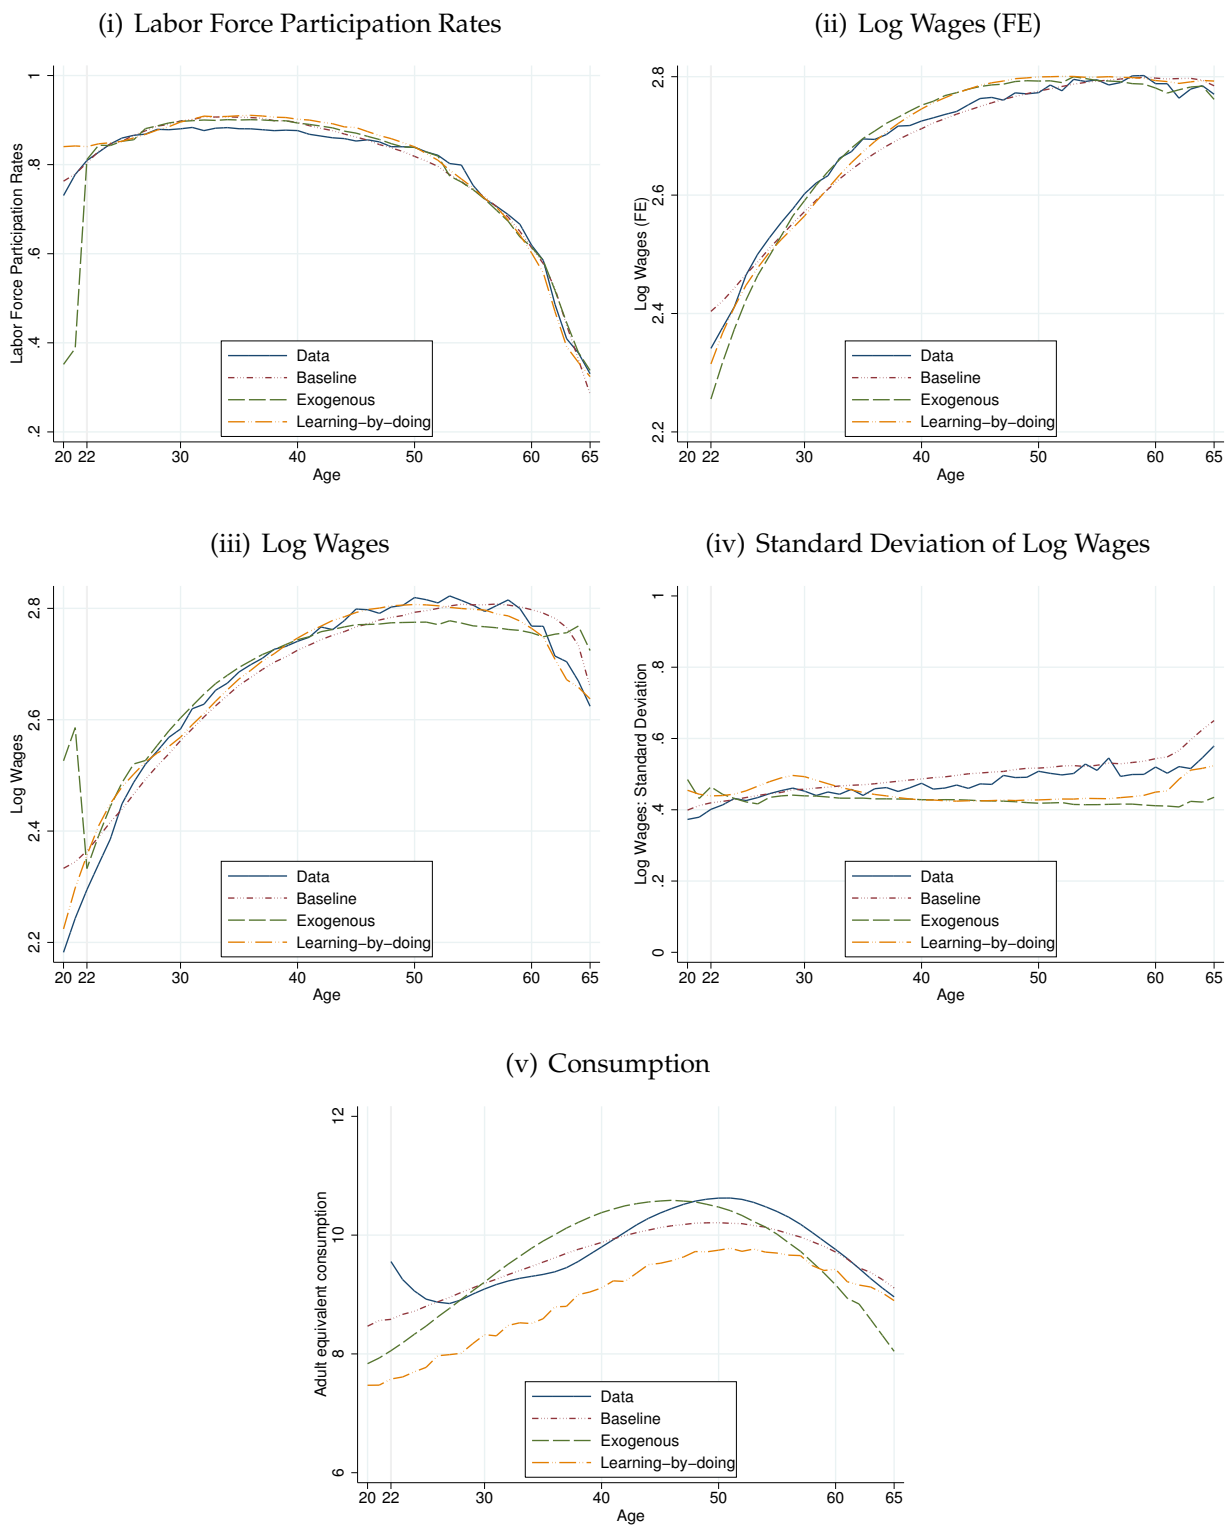 (i) Labor Force Participation Rates
Labor Force Participation Rates
1
.8
.6
.4
.2
Data
Baseline
Exogenous
Learning−by−doing
20 22 30 40 50 60 65
Age
(ii) Log Wages (FE)
Log Wages (FE)
2.8
2.6
2.4
2.2
Data
Baseline
Exogenous
Learning−by−doing
20 22 30 40 50 60 65
Age
(iii) Log Wages
Log Wages
2.8
2.6
2.4
2.2
Data
Baseline
Exogenous
Learning−by−doing
20 22 30 40 50 60 65
Age
(iv) Standard Deviation of Log Wages
Log Wages: Standard Deviation
1
.8
.6
.4
.2
0
Data
Baseline
Exogenous
Learning−by−doing
20 22 30 40 50 60 65
Age
(v) Consumption
Adult equivalent consumption
12
10
8
6
Data
Baseline
Exogenous
Learning−by−doing
20 22 30 40 50 60 65
Age